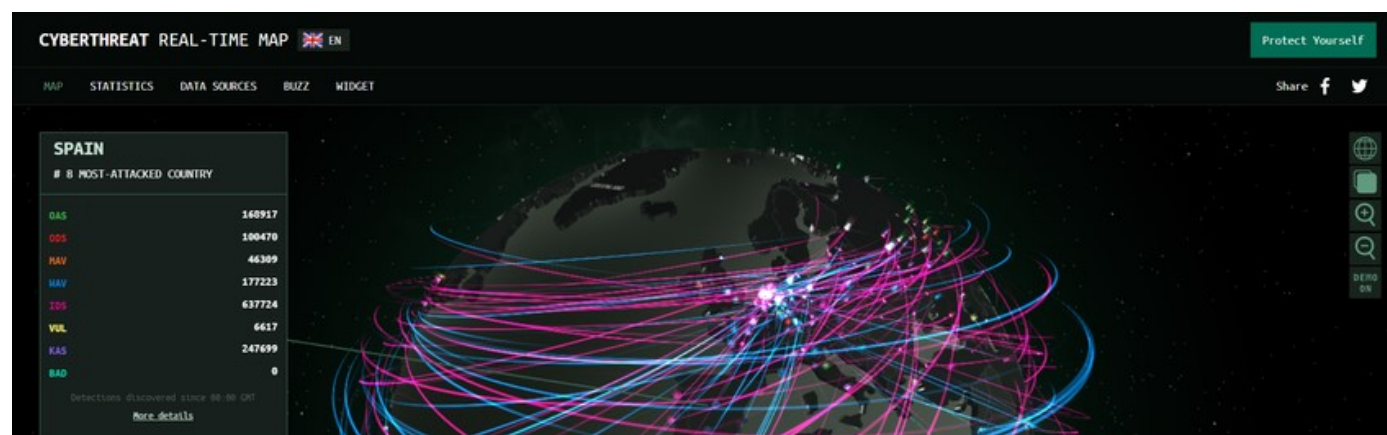 CYBERTHREAT REAL-TIME MAP EN
Protect Yourself
MAP STATISTICS DATA SOURCES BUZZ WIDGET
Share
SPAIN
# 8 MOST-ATTACKED COUNTRY
OAS 168917
ODS 100470
MAV 46309
WAV 177223
IDS 637724
VUL 6617
KAS 247699
BAD 0
Detections discovered since 00:00 GMT
More details
DEMO
ON